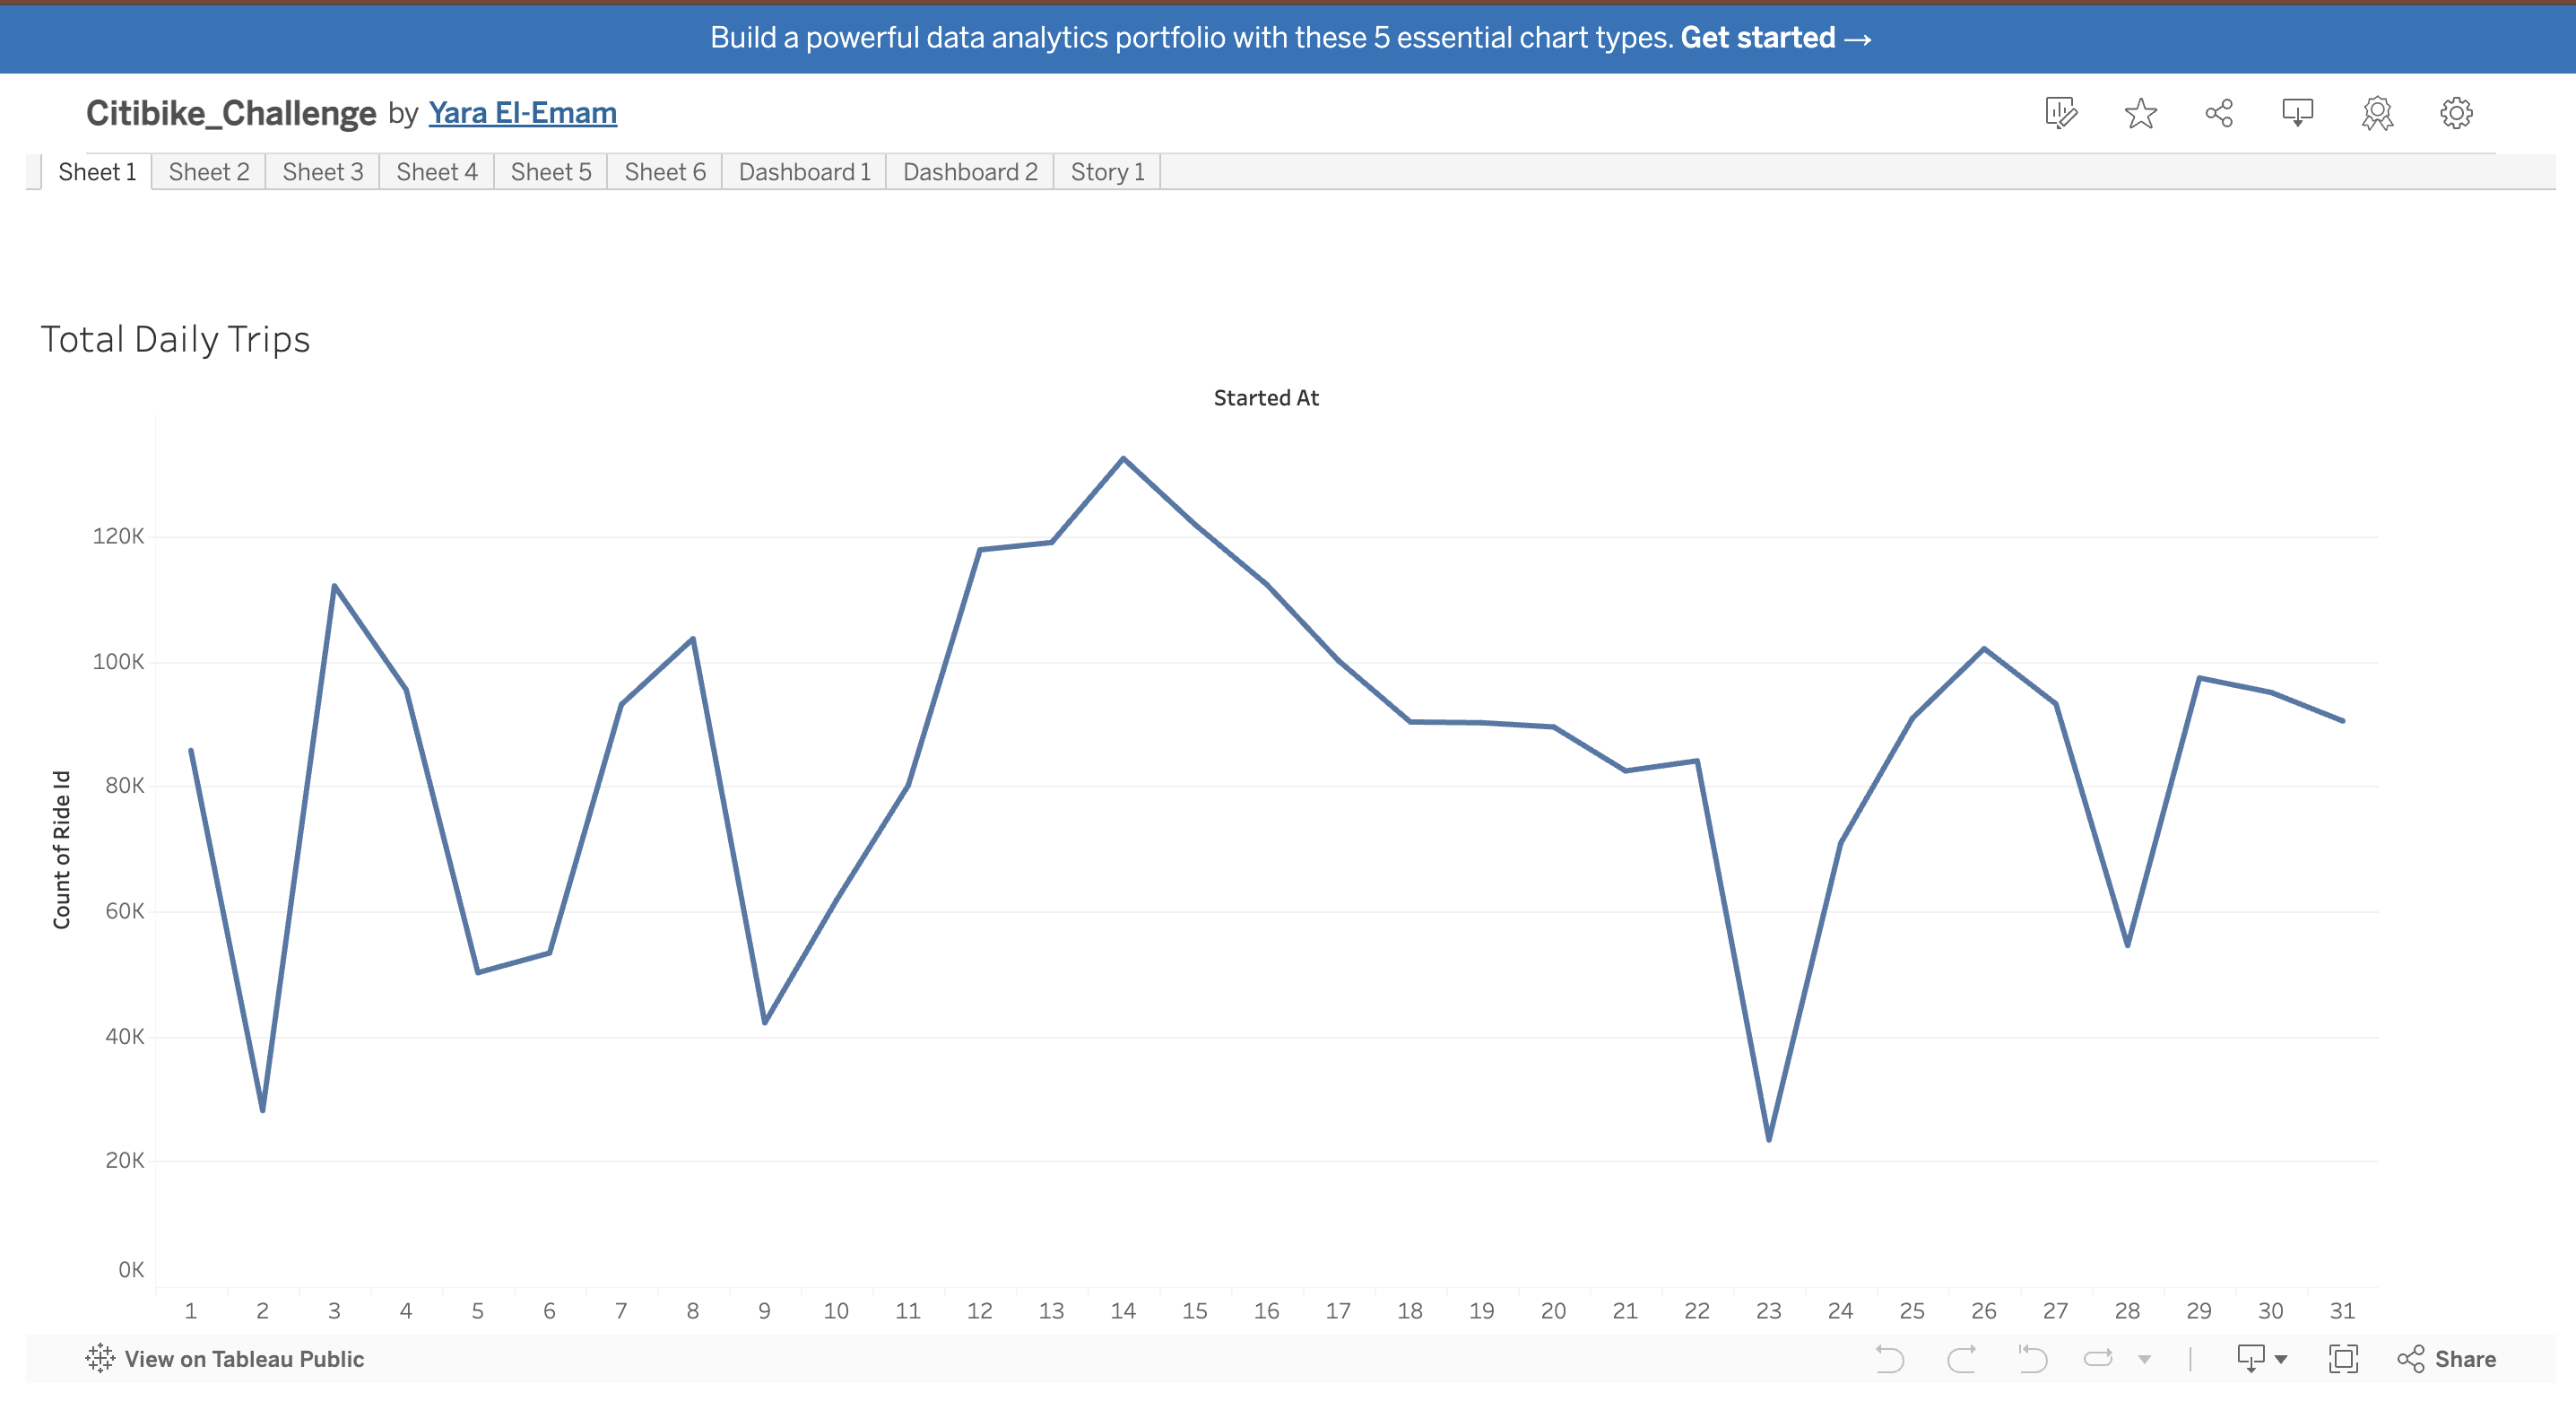 Build a powerful data analytics portfolio with these 5 essential chart types. Get started →
Citibike_Challenge by Yara El-Emam
Sheet 1 Sheet 2 Sheet 3 Sheet 4 Sheet 5 Sheet 6 Dashboard 1 Dashboard 2 Story 1
Total Daily Trips
Started At
120K
100K
80K
60K
40K
20K
0K
Count of Ride Id
1 2 3 4 5 6 7 8 9 10 11 12 13 14 15 16 17 18 19 20 21 22 23 24 25 26 27 28 29 30 31
View on Tableau Public
Share